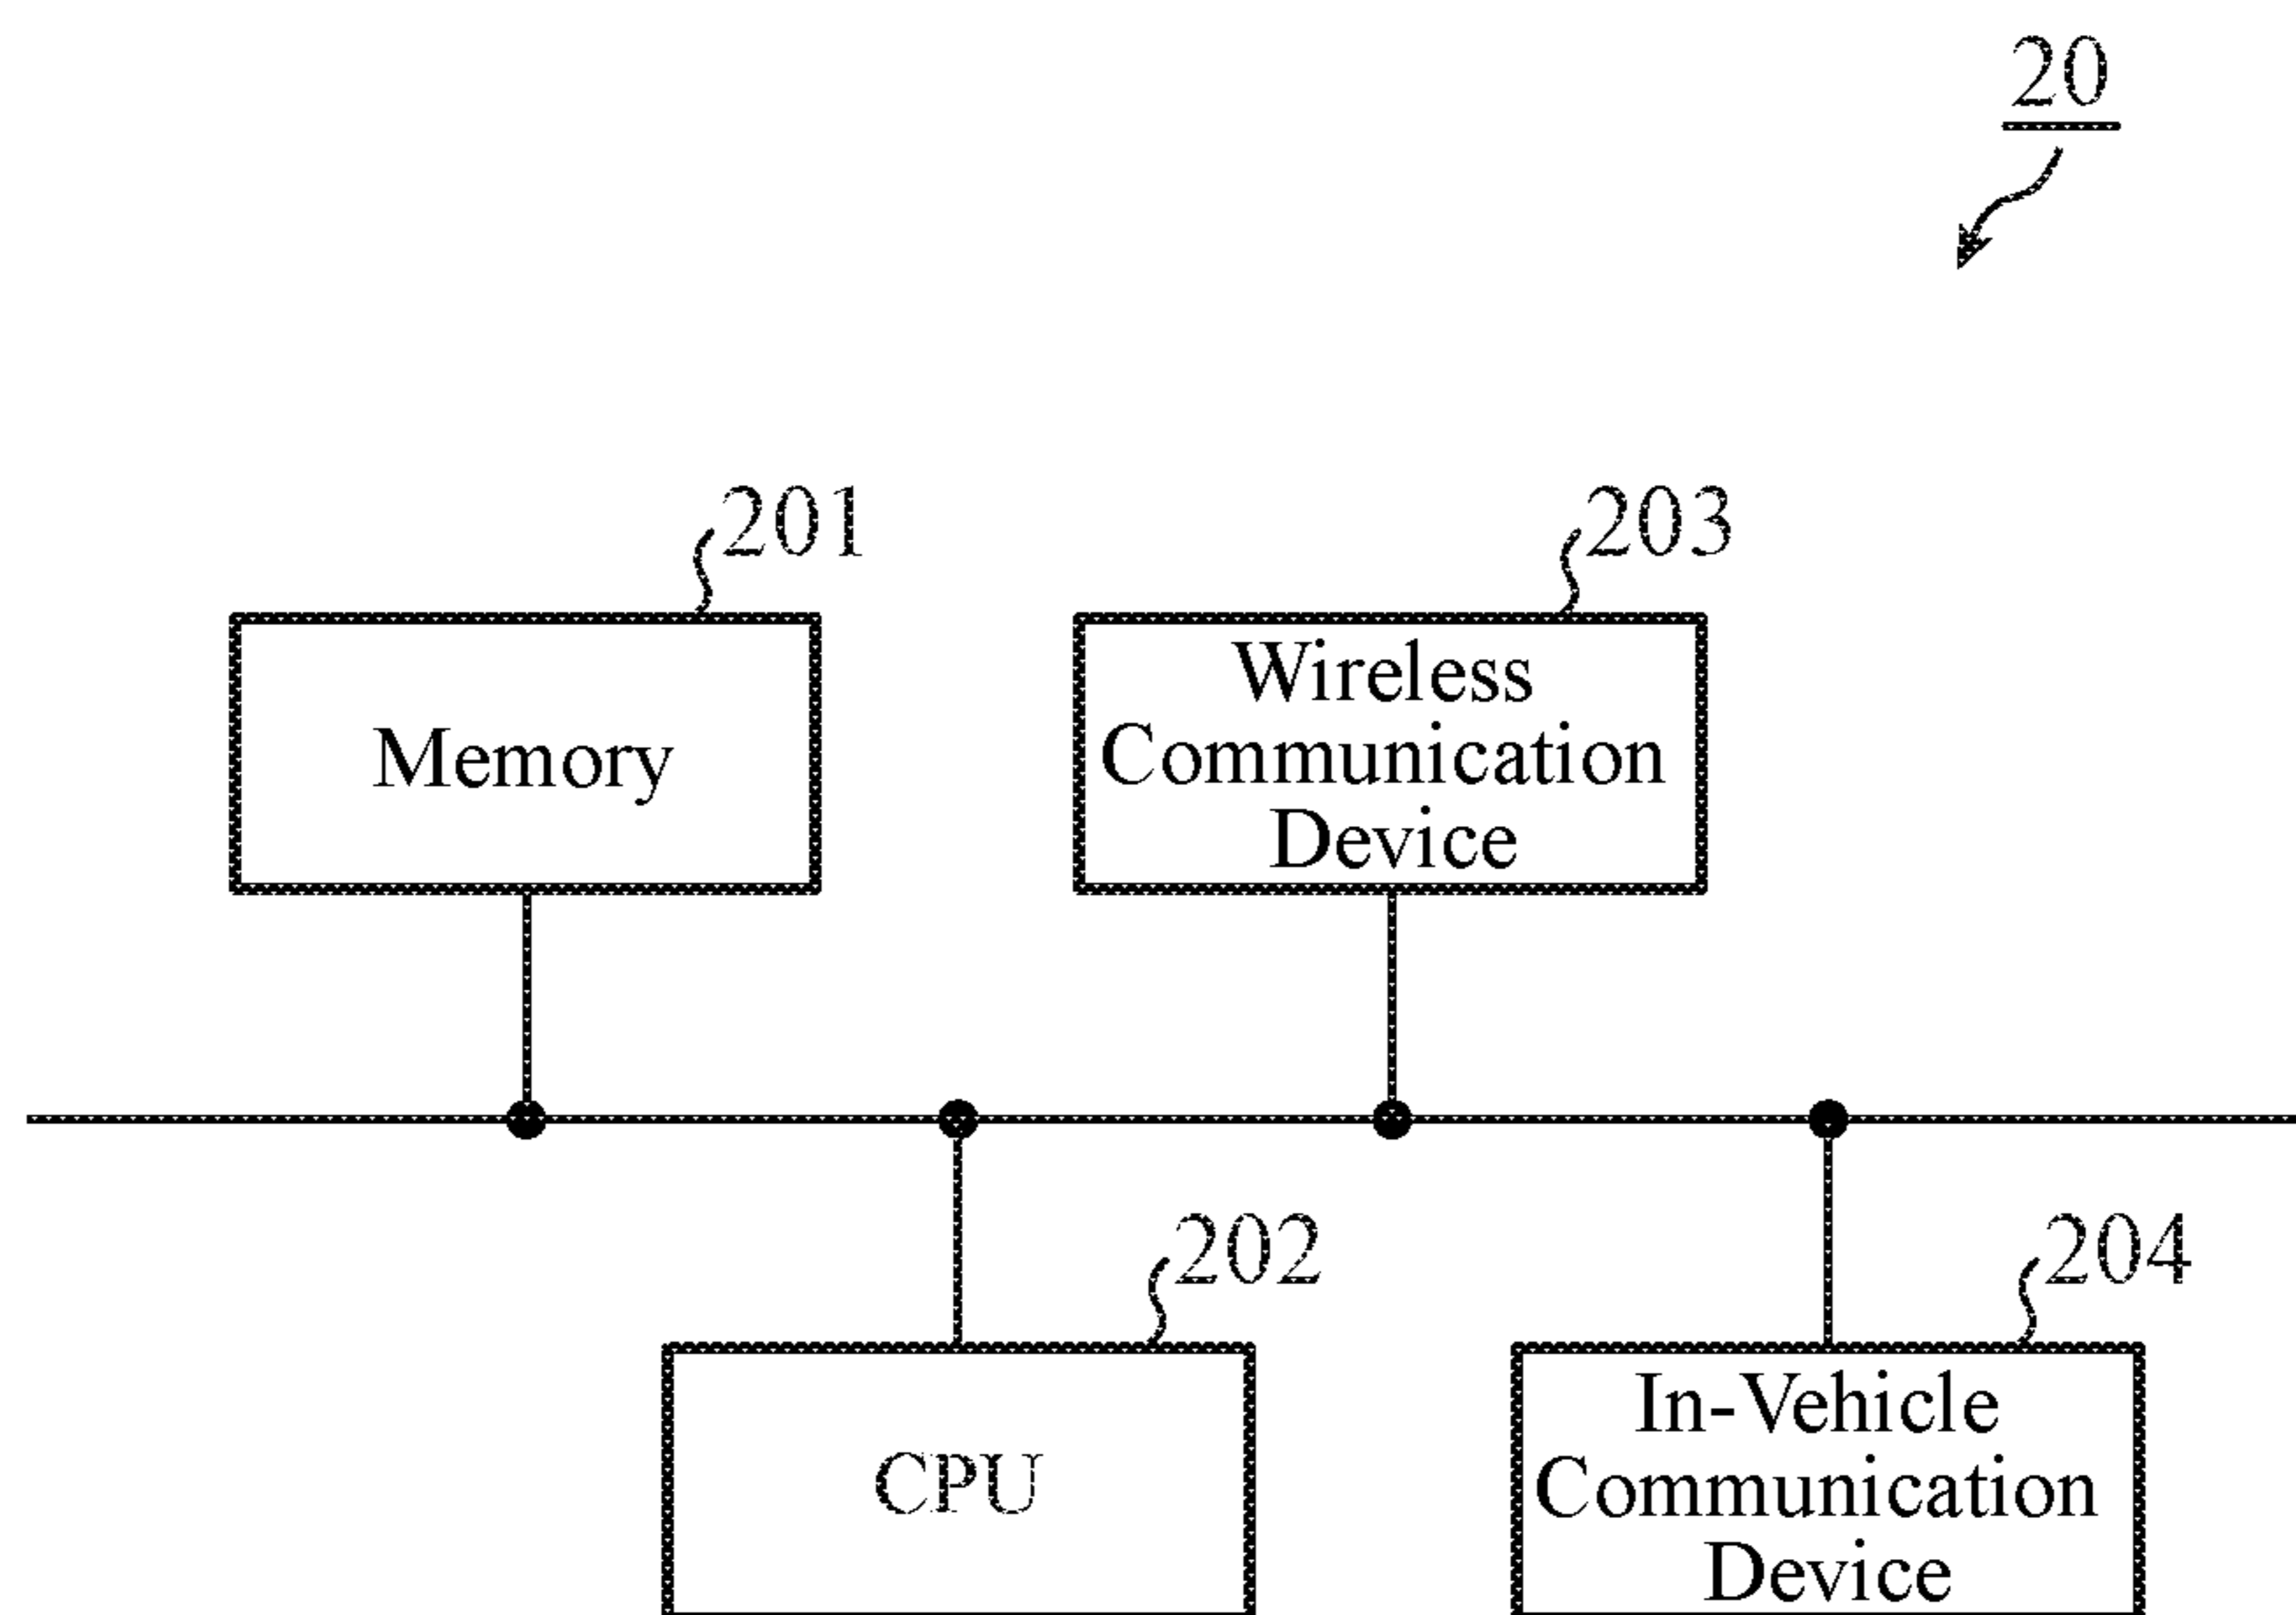 20
201
203
Memory
Wireless
Communication
Device
202
204
CPU
In-Vehicle
Communication
Device